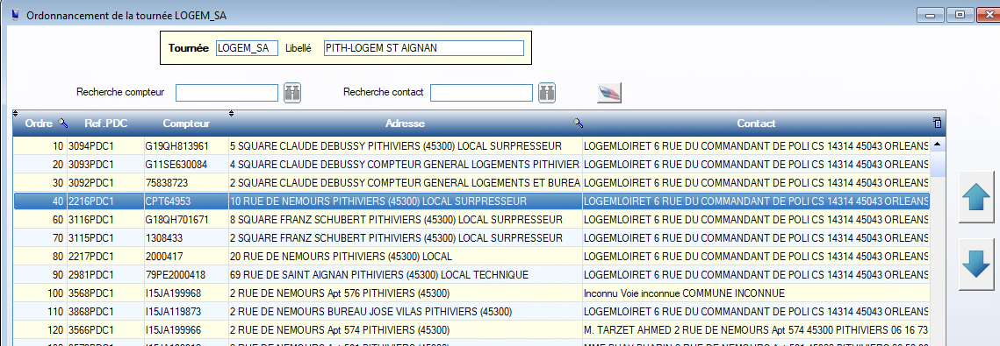 Ordonnancement de la tournée LOGEM_SA
Tournée LOGEM_SA Libellé PITH-LOGEM ST AIGNAN
Recherche compteur Recherche contact
Ordre Ref.PDC Compteur Adresse Contact
10 3094PDC1 G19QH813961 5 SQUARE CLAUDE DEBUSSY PITHIVIERS (45300) LOCAL SURPRESSEUR LOGEMLOIRET 6 RUE DU COMMANDANT DE POLI CS 14314 45043 ORLEANS
20 3093PDC1 G11SE630084 4 SQUARE CLAUDE DEBUSSY COMPTEUR GENERAL LOGEMENTS PITHIVIER LOGEMLOIRET 6 RUE DU COMMANDANT DE POLI CS 14314 45043 ORLEANS
30 3092PDC1 75838723 2 SQUARE CLAUDE DEBUSSY COMPTEUR GENERAL LOGEMENTS ET BUREA LOGEMLOIRET 6 RUE DU COMMANDANT DE POLI CS 14314 45043 ORLEANS
40 2216PDC1 CPT64953 10 RUE DE NEMOURS PITHIVIERS (45300) LOCAL SURPRESSEUR LOGEMLOIRET 6 RUE DU COMMANDANT DE POLI CS 14314 45043 ORLEANS
60 3116PDC1 G18QH701671 8 SQUARE FRANZ SCHUBERT PITHIVIERS (45300) LOCAL SURPRESSEUR LOGEMLOIRET 6 RUE DU COMMANDANT DE POLI CS 14314 45043 ORLEANS
70 3115PDC1 1308433 2 SQUARE FRANZ SCHUBERT PITHIVIERS (45300) LOCAL SURPRESSEUR LOGEMLOIRET 6 RUE DU COMMANDANT DE POLI CS 14314 45043 ORLEANS
80 2217PDC1 2000417 20 RUE DE NEMOURS PITHIVIERS (45300) LOCAL LOGEMLOIRET 6 RUE DU COMMANDANT DE POLI CS 14314 45043 ORLEANS
90 2981PDC1 79PE2000418 69 RUE DE SAINT AIGNAN PITHIVIERS (45300) LOCAL TECHNIQUE LOGEMLOIRET 6 RUE DU COMMANDANT DE POLI CS 14314 45043 ORLEANS
100 3568PDC1 I15JA199968 2 RUE DE NEMOURS Apt 576 PITHIVIERS (45300) Inconnu Voie inconnue COMMUNE INCONNUE
110 3868PDC1 I15JA119873 2 RUE DE NEMOURS BUREAU JOSE VILAS PITHIVIERS (45300) LOGEMLOIRET 6 RUE DU COMMANDANT DE POLI CS 14314 45043 ORLEANS
120 3566PDC1 I15JA199966 2 RUE DE NEMOURS Apt 574 PITHIVIERS (45300) M. TARZET AHMED 2 RUE DE NEMOURS Apt 574 45300 PITHIVIERS 06 16 73